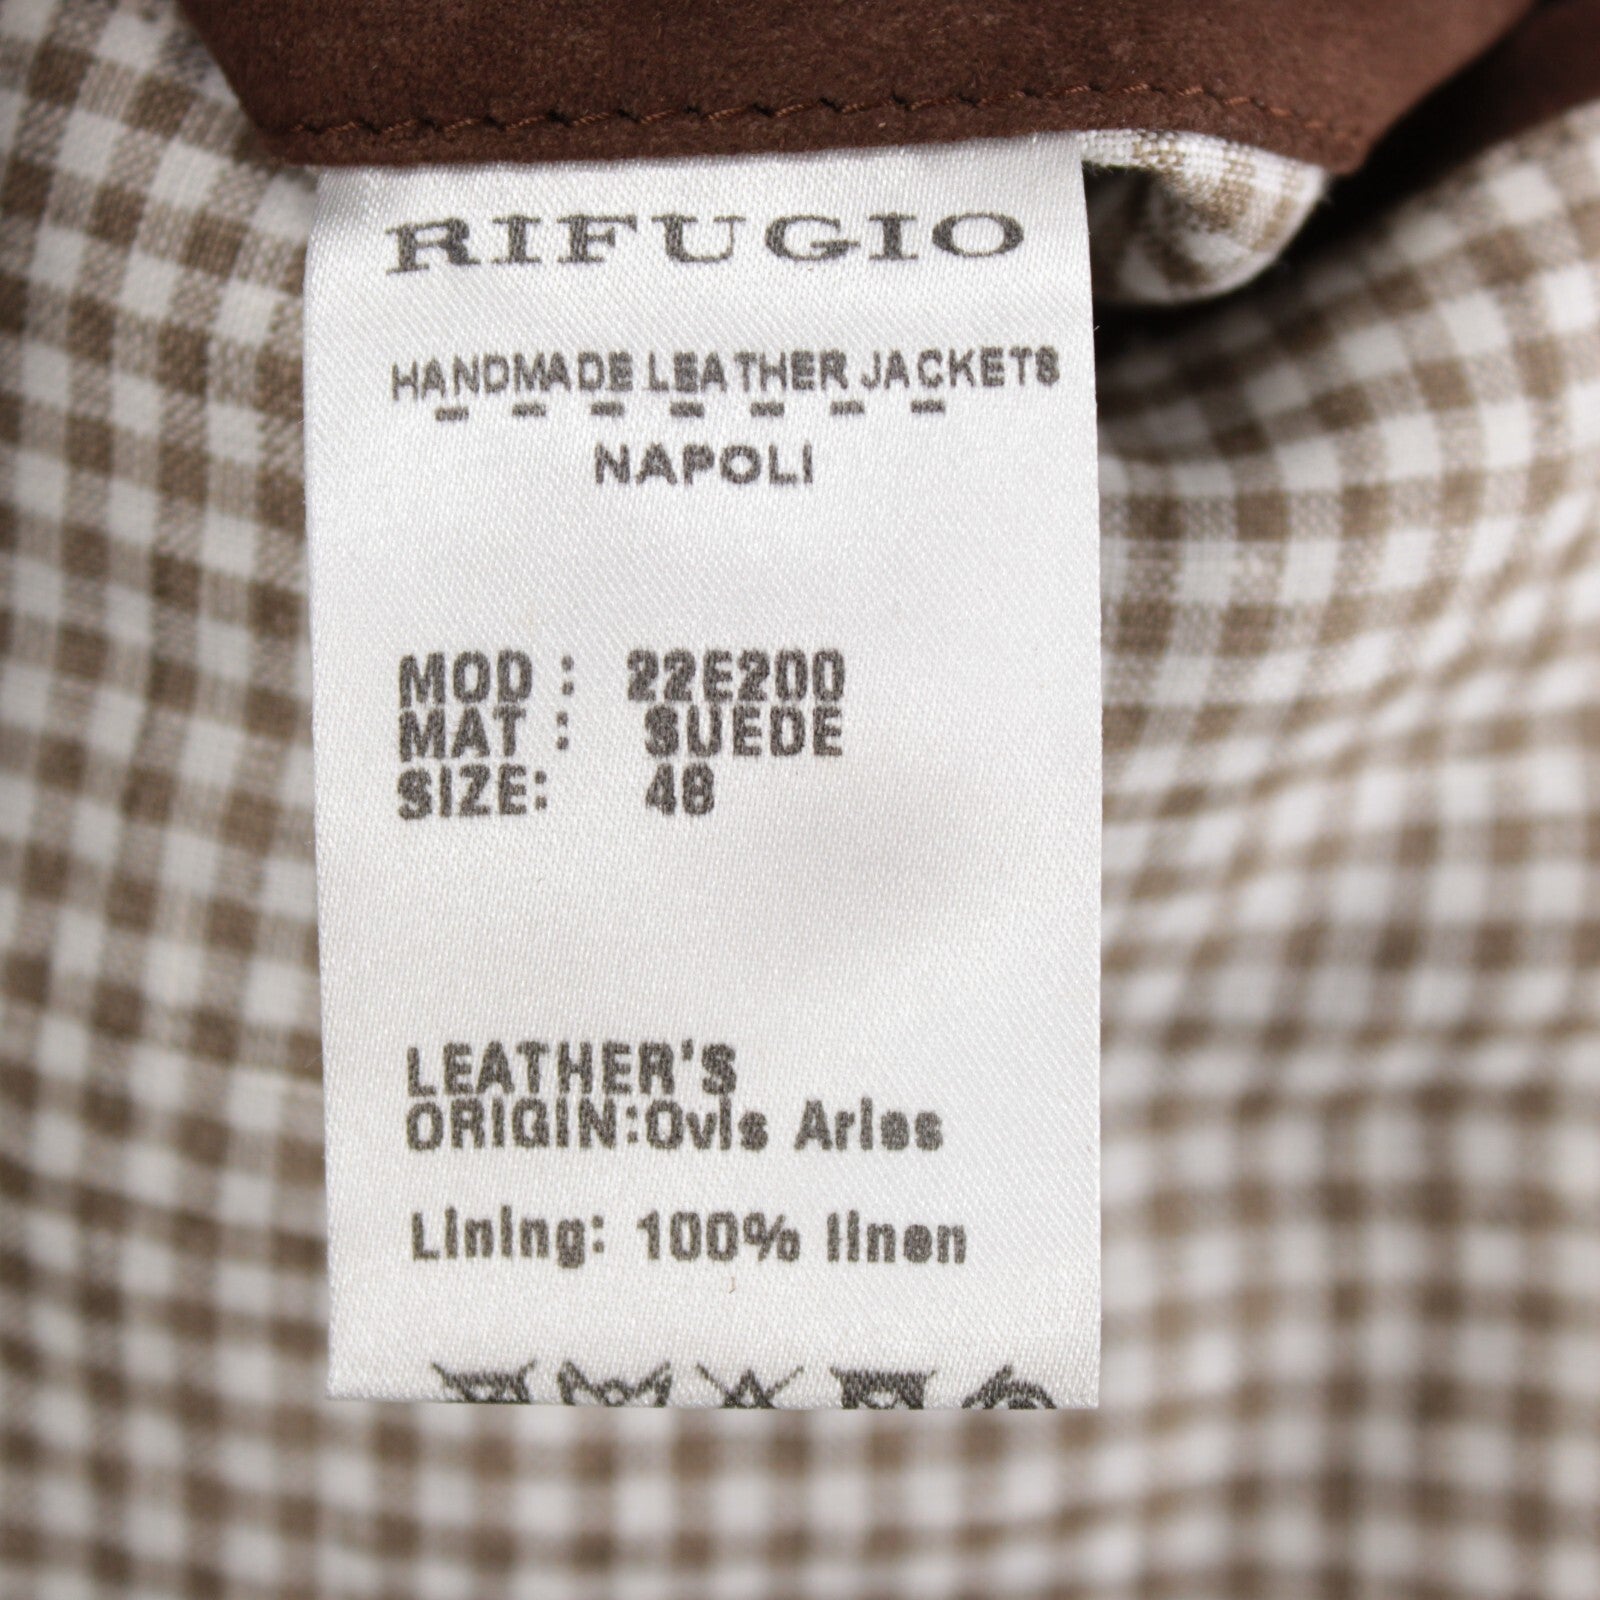 RIFUGIO
HANDMADE LEATHER JACKETS
NAPOLI
MOD : 22E200
MAT : SUEDE
SIZE: 48
LEATHER'S
ORIGIN:Ovis Aries
Lining: 100% linen